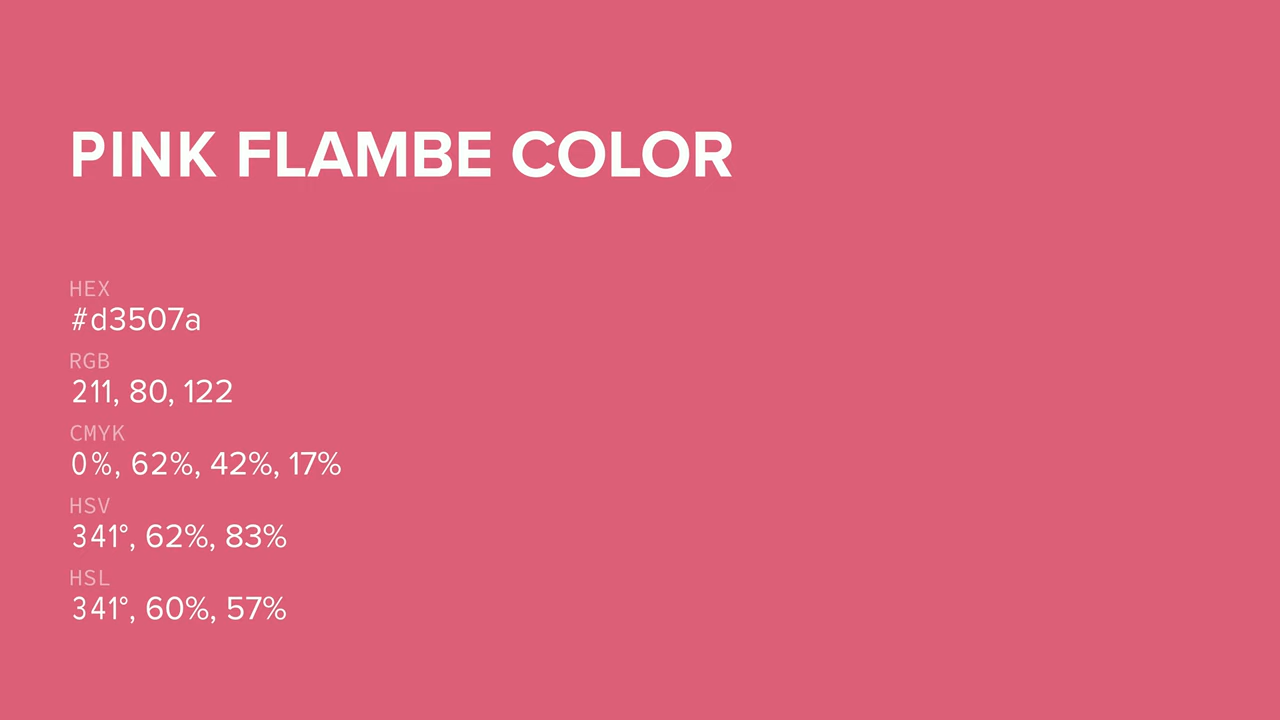 PINK FLAMBE COLOR
HEX
#d3507a
RGB
211, 80, 122
CMYK
0%, 62%, 42%, 17%
HSV
341°, 62%, 83%
HSL
341°, 60%, 57%